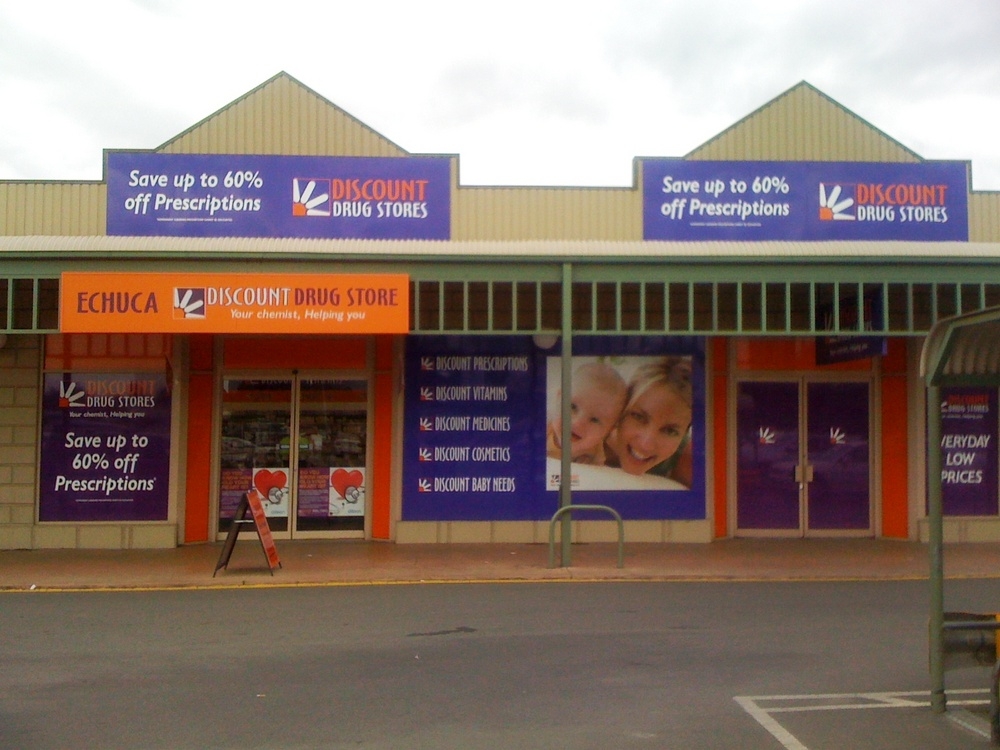 Save up to 60%
off Prescriptions
DISCOUNT
DRUG STORES
Save up to 60%
off Prescriptions
DISCOUNT
DRUG STORES
ECHUCA
DISCOUNT DRUG STORE
Your chemist, Helping you
DISCOUNT
DRUG STORES
Your chemist, Helping you
Save up to
60% off
Prescriptions*
DISCOUNT PRESCRIPTIONS
DISCOUNT VITAMINS
DISCOUNT MEDICINES
DISCOUNT COSMETICS
DISCOUNT BABY NEEDS
DISCOUNT
DRUG STORES
VERYDAY
LOW
PRICES